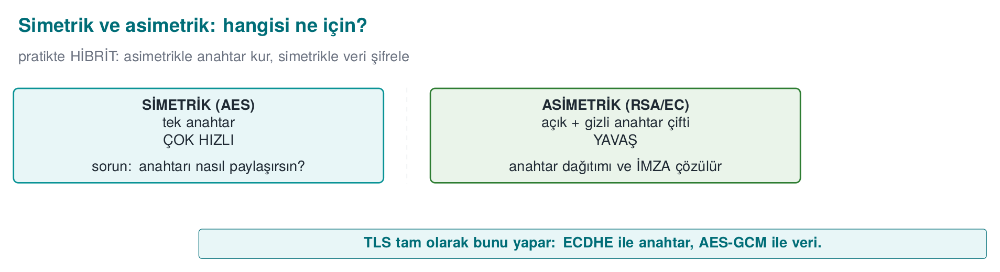 Simetrik ve asimetrik: hangisi ne için?
pratikte HİBRİT: asimetrikle anahtar kur, simetrikle veri şifrele
SİMETRİK (AES)
tek anahtar
ÇOK HIZLI
sorun: anahtarı nasıl paylaşırsın?
ASİMETRİK (RSA/EC)
açık + gizli anahtar çifti
YAVAŞ
anahtar dağıtımı ve İMZA çözülür
TLS tam olarak bunu yapar: ECDHE ile anahtar, AES-GCM ile veri.